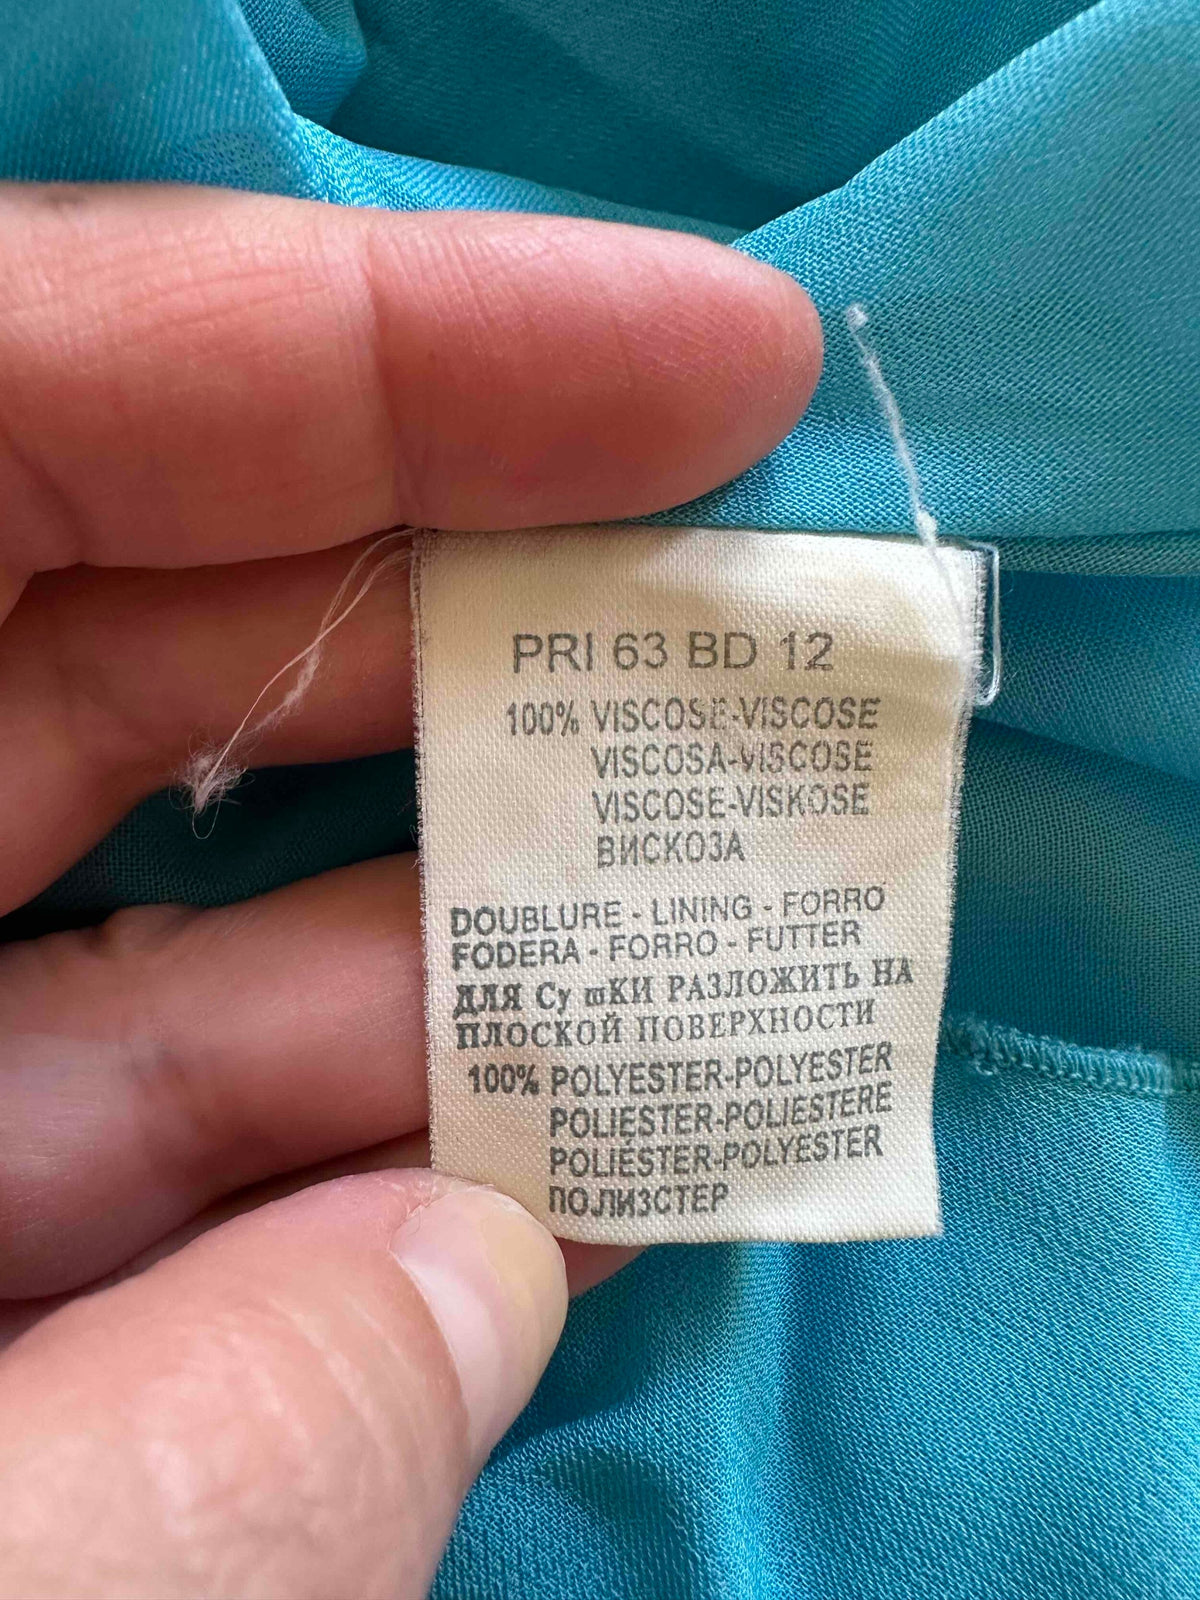 PRI 63 BD 12
100% VISCOSE-VISCOSE
VISCOSA-VISCOSE
VISCOSE-VISKOSE
ВИСКОЗА
DOUBLURE - LINING - FORRO
FODERA - FORRO - FUTTER
ДЛЯ Су шКИ РАЗЛОЖИТЬ НА
ПЛОСКОЙ ПОВЕРХНОСТИ
100% POLYESTER-POLYESTER
POLIESTER-POLIESTERE
POLIÉSTER-POLYESTER
ПОЛИЗСТЕР